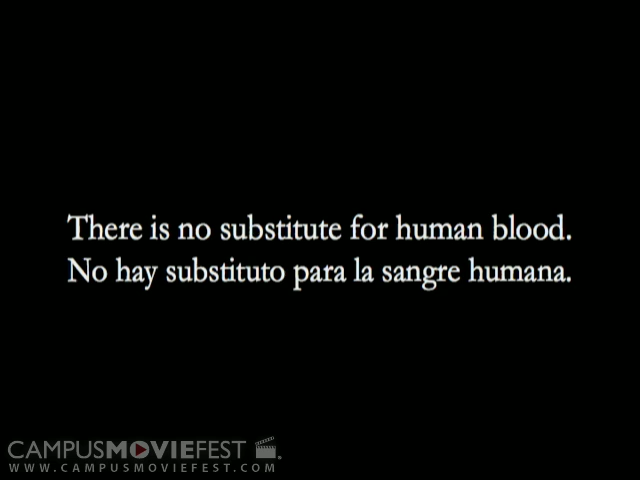 There is no substitute for human blood.
No hay substituto para la sangre humana.
CAMPUSMOVIEFEST
WWW.CAMPUSMOVIEFEST.COM